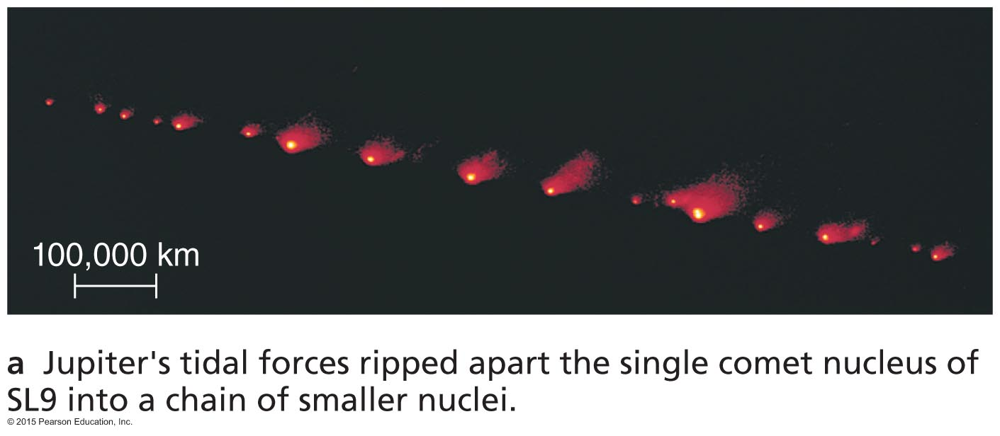 100,000 km
a Jupiter's tidal forces ripped apart the single comet nucleus of
SL9 into a chain of smaller nuclei.
© 2015 Pearson Education, Inc.